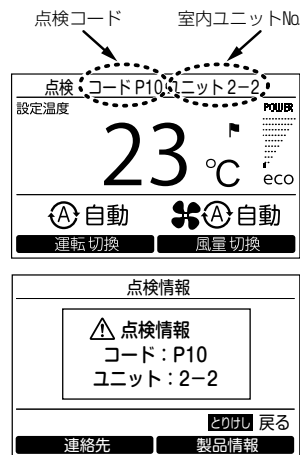 点検コード 室内ユニットNo.
点検 コード P10 ユニット 2−2
設定温度 POWER
23 ℃
eco
Ⓐ 自動 Ⓐ 自動
運転切換 風量切換
点検情報
⚠ 点検情報
コード：P10
ユニット：2−2
とりけし 戻る
連絡先 製品情報